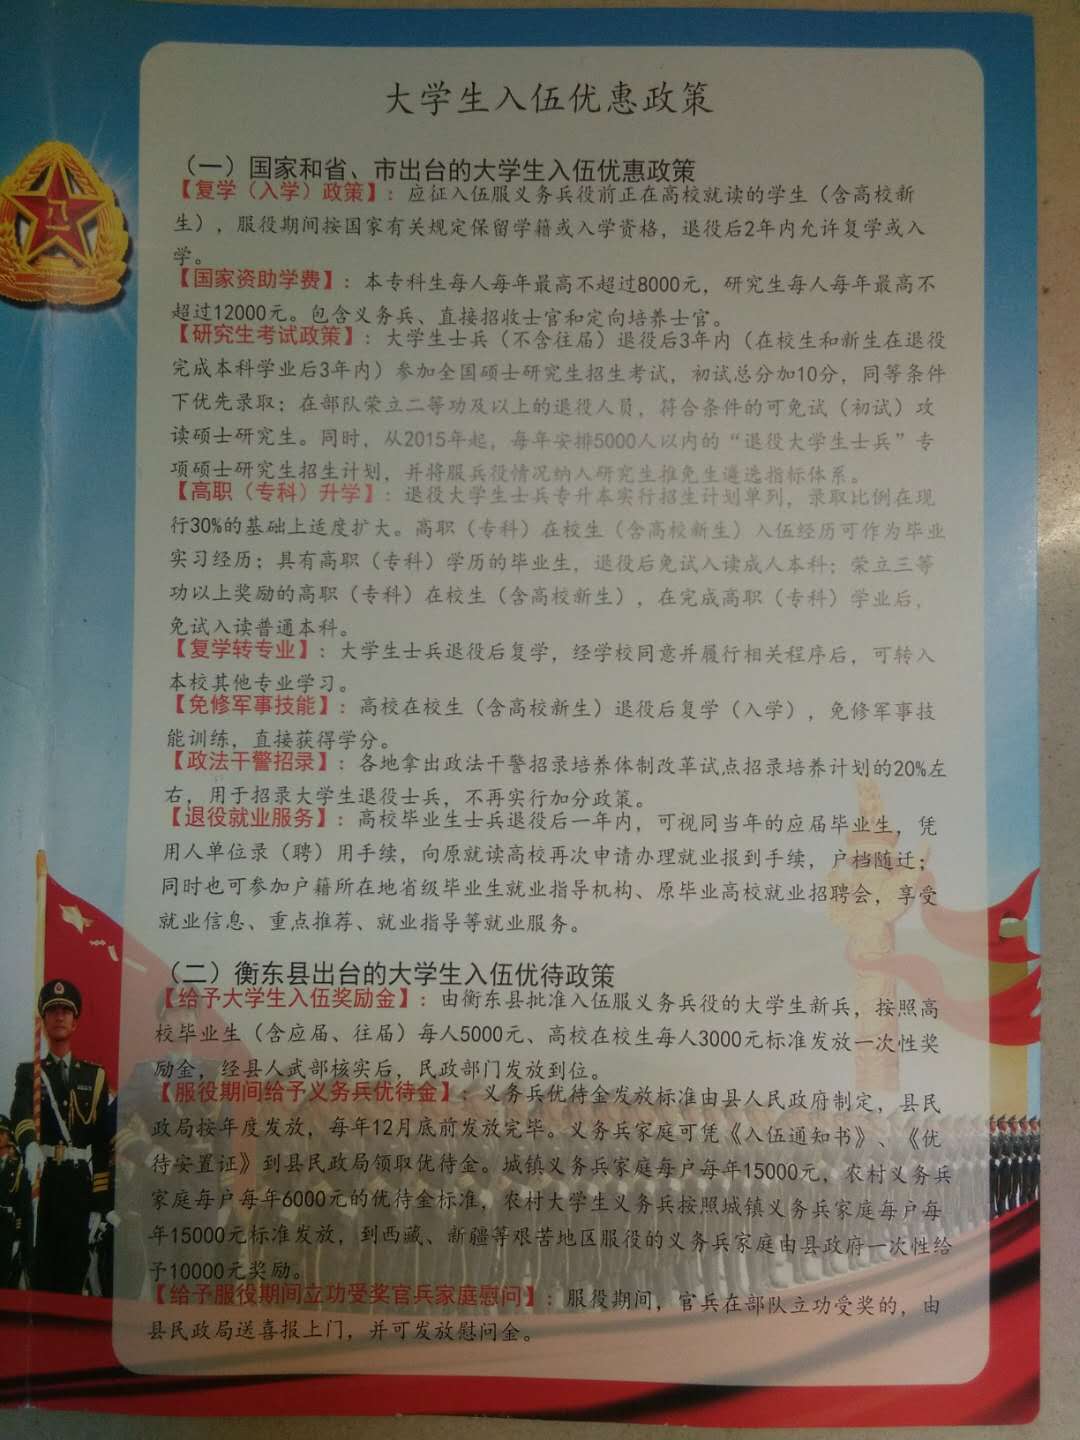 大学生入伍优惠政策
（一）国家和省、市出台的大学生入伍优惠政策
【复学（入学）政策】：应征入伍服义务兵役前正在高校就读的学生（含高校新
生），服役期间按国家有关规定保留学籍或入学资格，退役后2年内允许复学或入
学。
【国家资助学费】：本专科生每人每年最高不超过8000元，研究生每人每年最高不
超过12000元。包含义务兵、直接招收士官和定向培养士官。
【研究生考试政策】：大学生士兵（不含往届）退役后3年内（在校生和新生在退役
完成本科学业后3年内）参加全国硕士研究生招生考试，初试总分加10分，同等条件
下优先录取；在部队荣立二等功及以上的退役人员，符合条件的可免试（初试）攻
读硕士研究生。同时，从2015年起，每年安排5000人以内的“退役大学生士兵”专
项硕士研究生招生计划，并将服兵役情况纳入研究生推免生遴选指标体系。
【高职（专科）升学】：退役大学生士兵专升本实行招生计划单列，录取比例在现
行30%的基础上适度扩大。高职（专科）在校生（含高校新生）入伍经历可作为毕业
实习经历；具有高职（专科）学历的毕业生，退役后免试入读成人本科；荣立三等
功以上奖励的高职（专科）在校生（含高校新生），在完成高职（专科）学业后，
免试入读普通本科。
【复学转专业】：大学生士兵退役后复学，经学校同意并履行相关程序后，可转入
本校其他专业学习。
【免修军事技能】：高校在校生（含高校新生）退役后复学（入学），免修军事技
能训练，直接获得学分。
【政法干警招录】：各地拿出政法干警招录培养体制改革试点招录培养计划的20%左
右，用于招录大学生退役士兵，不再实行加分政策。
【退役就业服务】：高校毕业生士兵退役后一年内，可视同当年的应届毕业生，凭
用人单位录（聘）用手续，向原就读高校再次申请办理就业报到手续，户档随迁；
同时也可参加户籍所在地省级毕业生就业指导机构、原毕业高校就业招聘会，享受
就业信息、重点推荐、就业指导等就业服务。
（二）衡东县出台的大学生入伍优待政策
【给予大学生入伍奖励金】：由衡东县批准入伍服义务兵役的大学生新兵，按照高
校毕业生（含应届、往届）每人5000元、高校在校生每人3000元标准发放一次性奖
励金，经县人武部核实后，民政部门发放到位。
【服役期间给予义务兵优待金】：义务兵优待金发放标准由县人民政府制定，县民
政局按年度发放，每年12月底前发放完毕。义务兵家庭可凭《入伍通知书》、《优
待安置证》到县民政局领取优待金。城镇义务兵家庭每户每年15000元，农村义务兵
家庭每户每年6000元的优待金标准，农村大学生义务兵按照城镇义务兵家庭每户每
年15000元标准发放，到西藏、新疆等艰苦地区服役的义务兵家庭由县政府一次性给
予10000元奖励。
【给予服役期间立功受奖官兵家庭慰问】：服役期间，官兵在部队立功受奖的，由
县民政局送喜报上门，并可发放慰问金。
八一